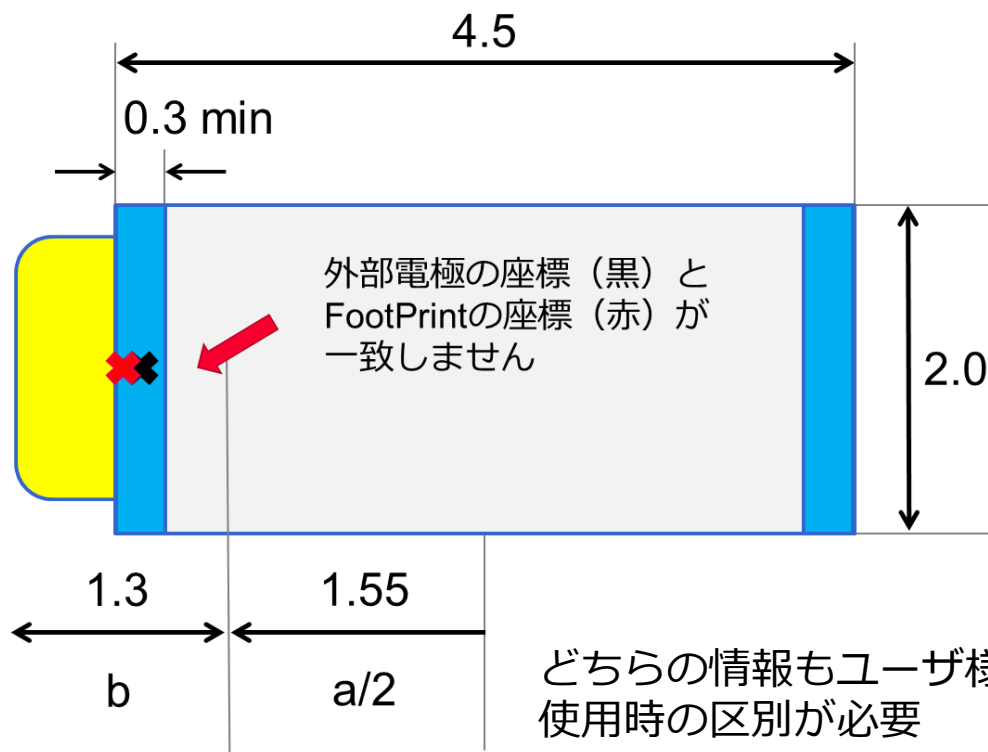 4.5
0.3 min
外部電極の座標（黒）と
FootPrintの座標（赤）が
一致しません
2.0
1.3
1.55
b
a/2
どちらの情報もユーザ様
使用時の区別が必要